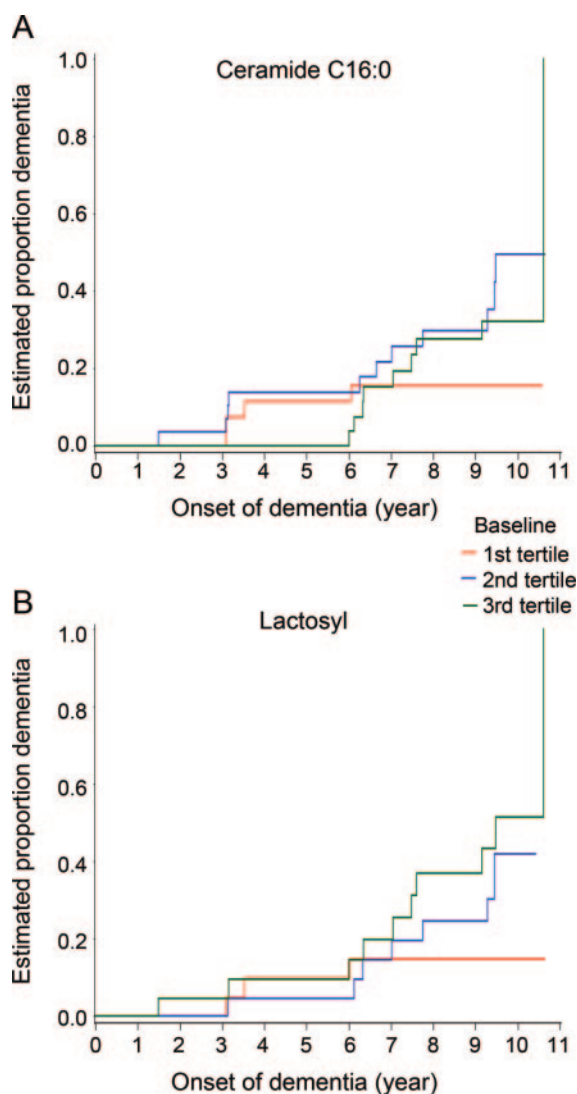 A
Ceramide C16:0
Estimated proportion dementia
1.0
0.8
0.6
0.4
0.2
0.0
0 1 2 3 4 5 6 7 8 9 10 11
Onset of dementia (year)
Baseline
1st tertile
2nd tertile
3rd tertile
B
Lactosyl
Estimated proportion dementia
1.0
0.8
0.6
0.4
0.2
0.0
0 1 2 3 4 5 6 7 8 9 10 11
Onset of dementia (year)